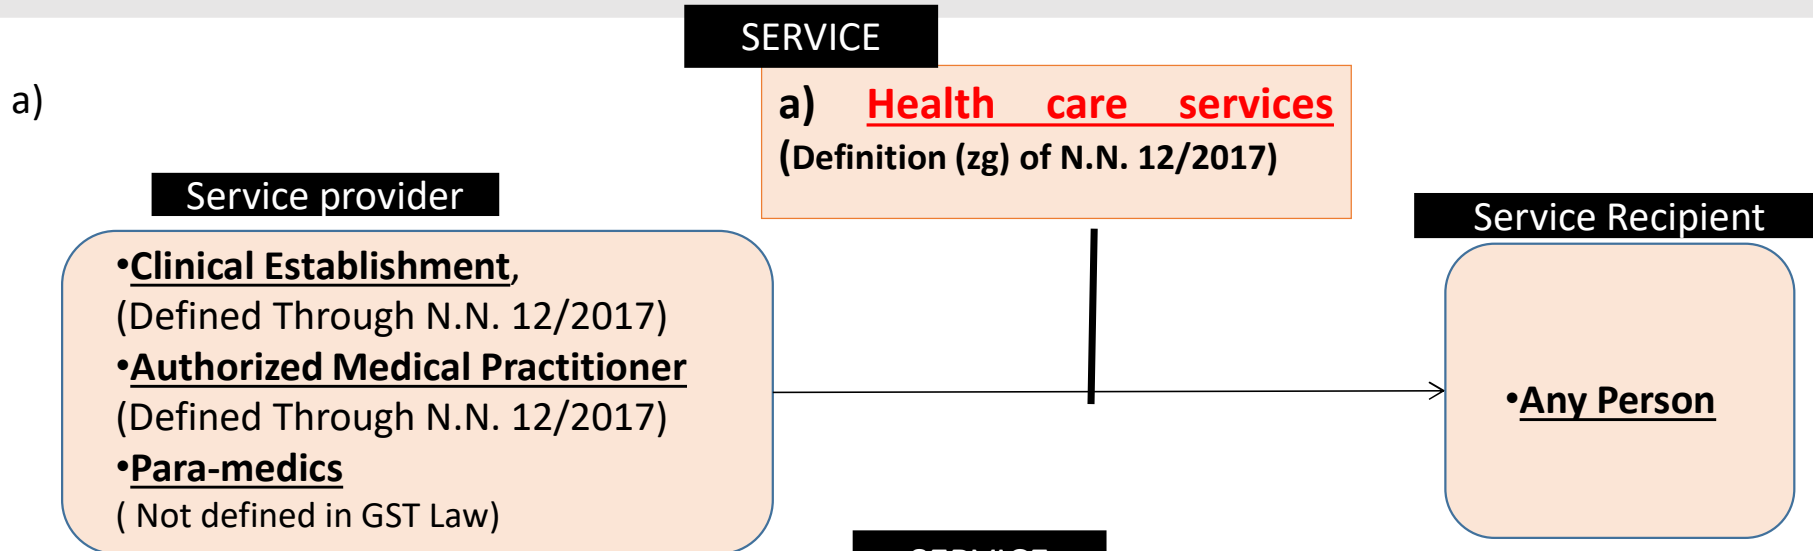 SERVICE
a)
a) Health care services
(Definition (zg) of N.N. 12/2017)
Service provider
•Clinical Establishment,
(Defined Through N.N. 12/2017)
•Authorized Medical Practitioner
(Defined Through N.N. 12/2017)
•Para-medics
( Not defined in GST Law)
Service Recipient
•Any Person
SERVICE